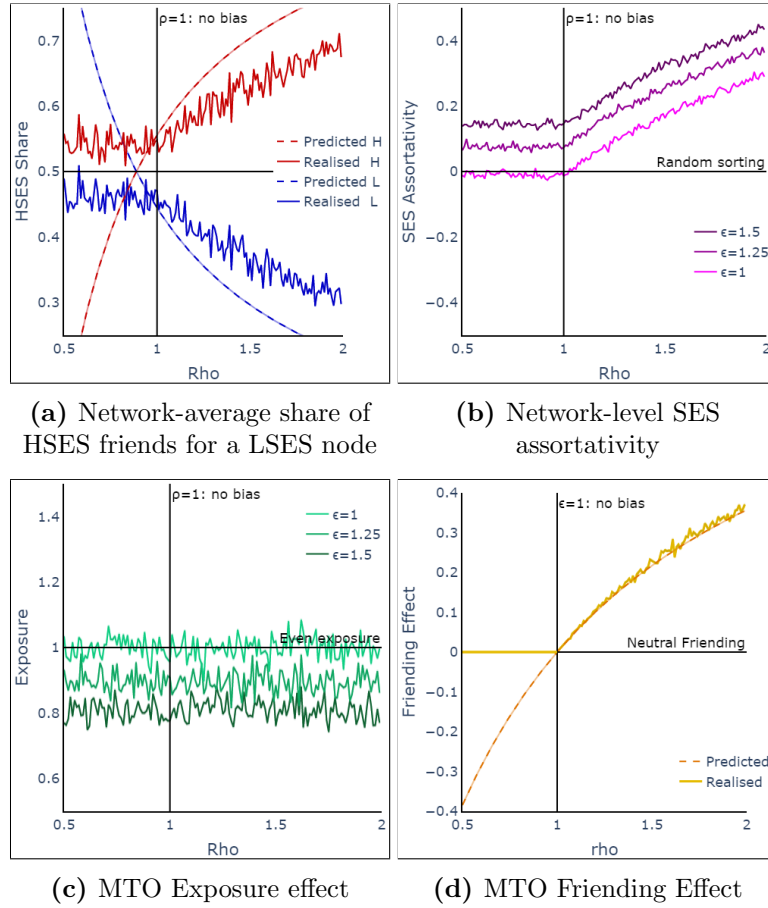 ρ=1: no bias
0.7
0.6
0.5
0.4
0.3
HSES Share
Predicted H
Realised H
Predicted L
Realised L
0.5
1
1.5
2
Rho
(a) Network-average share of
HSES friends for a LSES node
ρ=1: no bias
0.4
0.2
0
−0.2
−0.4
SES Assortativity
Random sorting
ϵ=1.5
ϵ=1.25
ϵ=1
0.5
1
1.5
2
Rho
(b) Network-level SES
assortativity
ρ=1: no bias
1.4
1.2
1
0.8
0.6
Exposure
ϵ=1
ϵ=1.25
ϵ=1.5
Even exposure
0.5
1
1.5
2
Rho
(c) MTO Exposure effect
ϵ=1: no bias
0.4
0.3
0.2
0.1
0
−0.1
−0.2
−0.3
−0.4
Friending Effect
Neutral Friending
Predicted
Realised
0.5
1
1.5
2
rho
(d) MTO Friending Effect